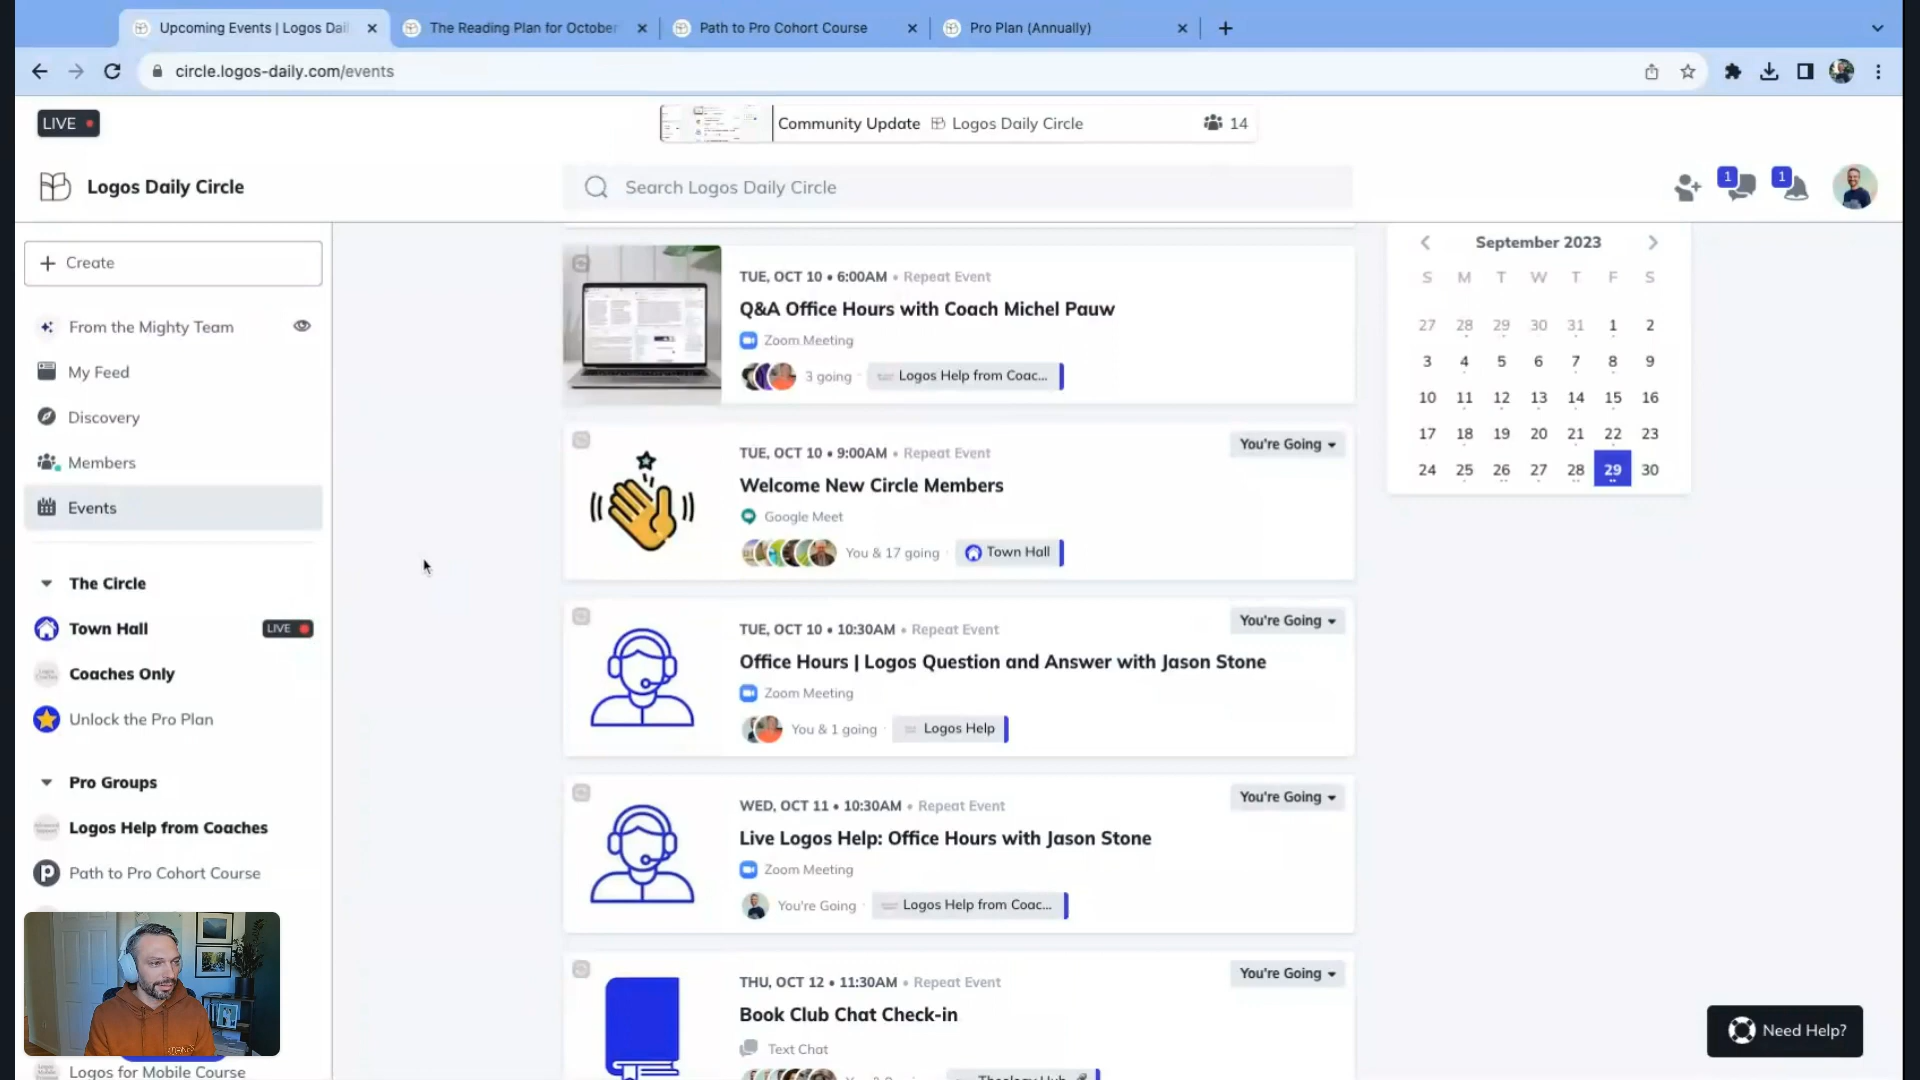 Upcoming Events | Logos Dail
The Reading Plan for October
Path to Pro Cohort Course
Pro Plan (Annually)
circle.logos-daily.com/events
LIVE
Community Update Logos Daily Circle 14
Logos Daily Circle
Search Logos Daily Circle
1
1
Create
From the Mighty Team
My Feed
Discovery
Members
Events
The Circle
Town Hall LIVE
Coaches Only
Unlock the Pro Plan
Pro Groups
Logos Help from Coaches
Path to Pro Cohort Course
Logos for Mobile Course
TUE, OCT 10 • 6:00AM • Repeat Event
Q&A Office Hours with Coach Michel Pauw
Zoom Meeting
3 going · Logos Help from Coac...
TUE, OCT 10 • 9:00AM • Repeat Event
You're Going
Welcome New Circle Members
Google Meet
You & 17 going · Town Hall
TUE, OCT 10 • 10:30AM • Repeat Event
You're Going
Office Hours | Logos Question and Answer with Jason Stone
Zoom Meeting
You & 1 going · Logos Help
WED, OCT 11 • 10:30AM • Repeat Event
You're Going
Live Logos Help: Office Hours with Jason Stone
Zoom Meeting
You're Going · Logos Help from Coac...
THU, OCT 12 • 11:30AM • Repeat Event
You're Going
Book Club Chat Check-in
Text Chat
Theology Hub
September 2023
S M T W T F S
27 28 29 30 31 1 2
3 4 5 6 7 8 9
10 11 12 13 14 15 16
17 18 19 20 21 22 23
24 25 26 27 28 29 30
Need Help?